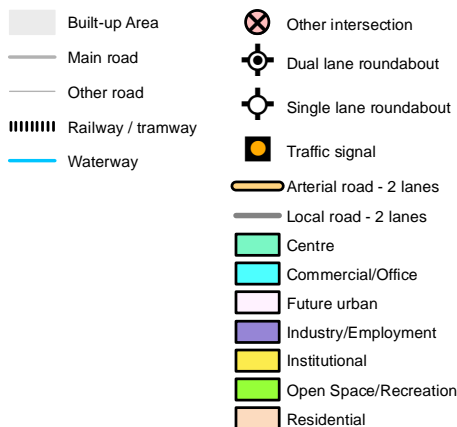 Built-up Area
Main road
Other road
Railway / tramway
Waterway
Other intersection
Dual lane roundabout
Single lane roundabout
Traffic signal
Arterial road - 2 lanes
Local road - 2 lanes
Centre
Commercial/Office
Future urban
Industry/Employment
Institutional
Open Space/Recreation
Residential